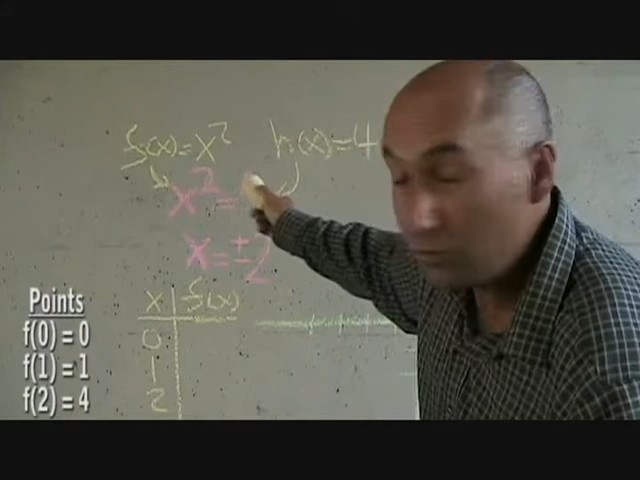 f(x)=x² h(x)=4
x²=
x=±2
x f(x)
0
1
2
Points
f(0) = 0
f(1) = 1
f(2) = 4